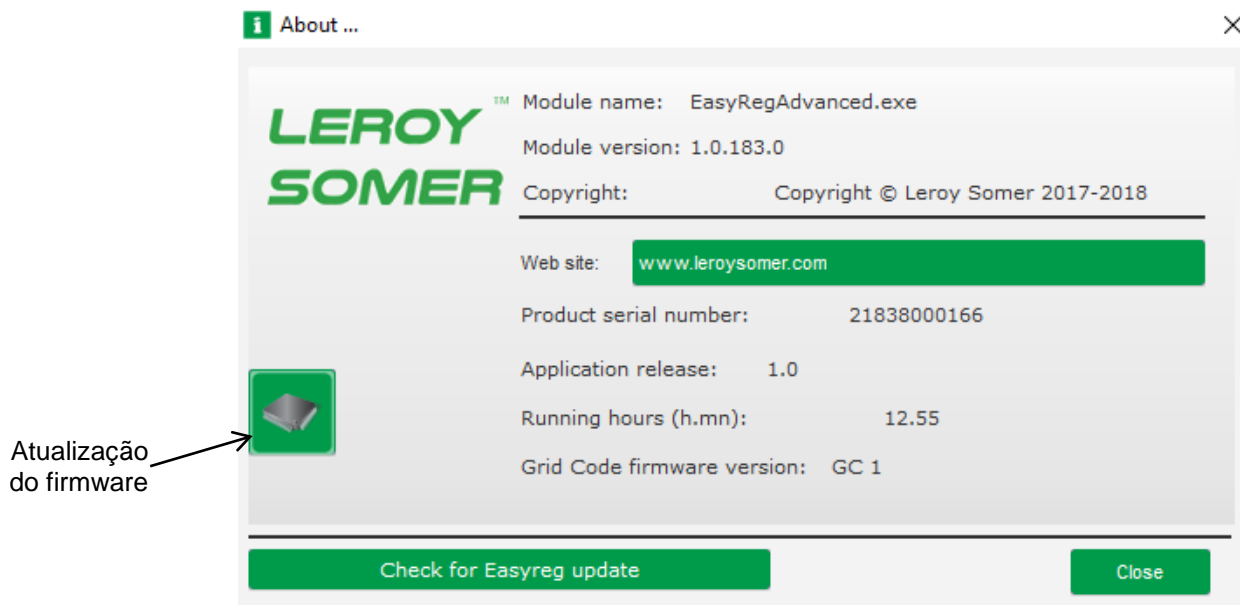 About ...
LEROY™
SOMER
Module name: EasyRegAdvanced.exe
Module version: 1.0.183.0
Copyright: Copyright © Leroy Somer 2017-2018
Web site: www.leroysomer.com
Product serial number: 21838000166
Application release: 1.0
Running hours (h.mn): 12.55
Grid Code firmware version: GC 1
Atualização
do firmware
Check for Easyreg update
Close